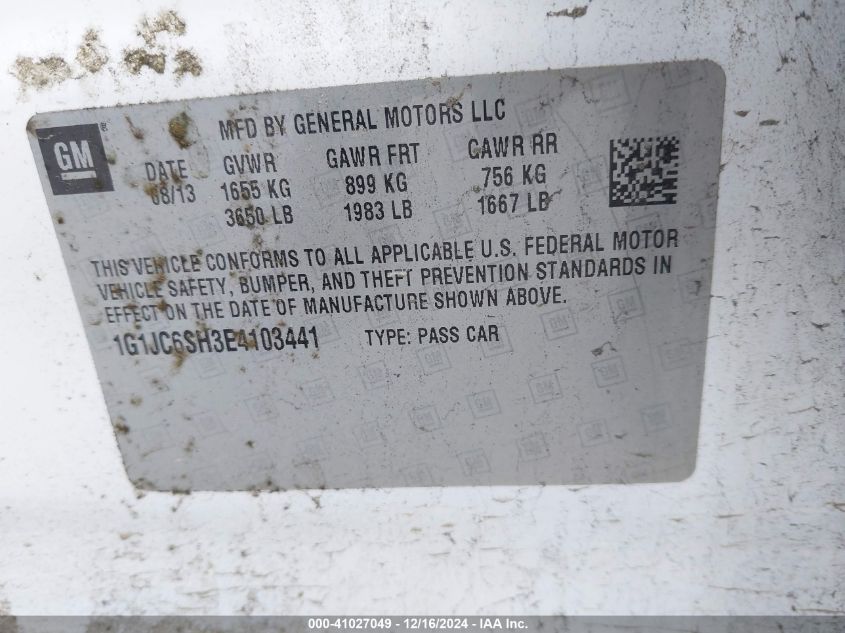 MFD BY GENERAL MOTORS LLC
GM
DATE GVWR GAWR FRT GAWR RR
08/13 1655 KG 899 KG 756 KG
3650 LB 1983 LB 1667 LB
THIS VEHICLE CONFORMS TO ALL APPLICABLE U.S. FEDERAL MOTOR
VEHICLE SAFETY, BUMPER, AND THEFT PREVENTION STANDARDS IN
EFFECT ON THE DATE OF MANUFACTURE SHOWN ABOVE.
1G1JC6SH3E4103441 TYPE: PASS CAR
000-41027049 - 12/16/2024 - IAA Inc.